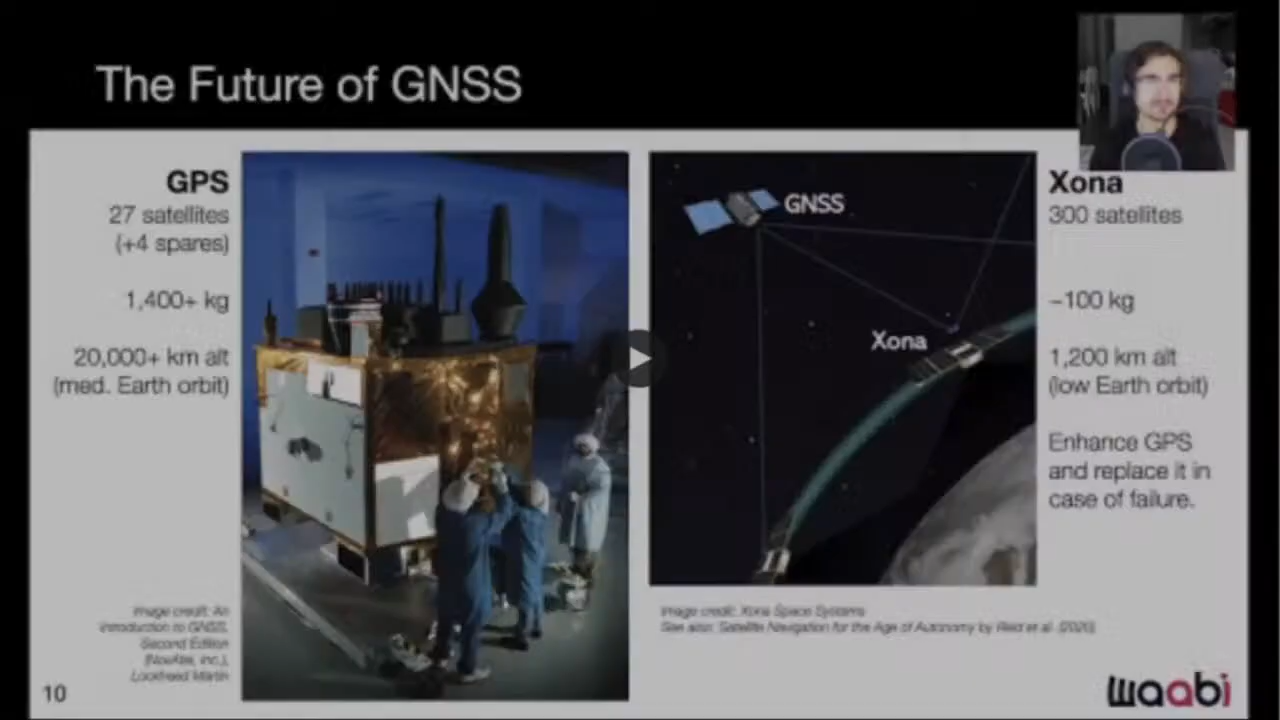 The Future of GNSS
GPS
27 satellites
(+4 spares)
1,400+ kg
20,000+ km alt
(med. Earth orbit)
Image credit: An
Introduction to GNSS,
Second Edition
(NovAtel, Inc.),
Lockheed Martin
10
GNSS
Xona
Image credit: Xona Space Systems
See also: Satellite Navigation for the Age of Autonomy by Reid et al. (2020)
Xona
300 satellites
~100 kg
1,200 km alt
(low Earth orbit)
Enhance GPS
and replace it in
case of failure.
waabi